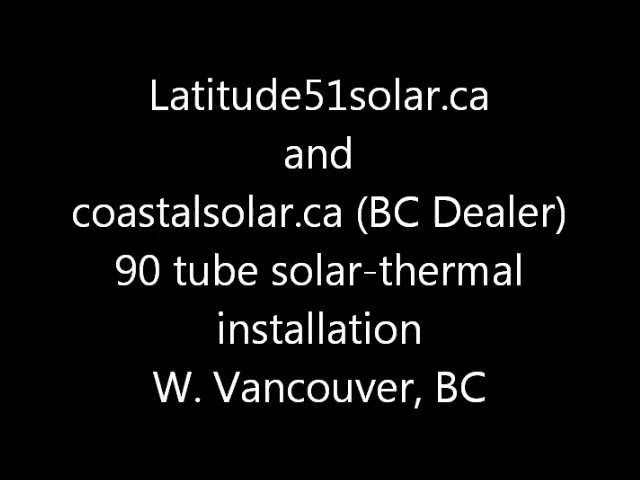 Latitude51solar.ca
and
coastalsolar.ca (BC Dealer)
90 tube solar-thermal
installation
W. Vancouver, BC